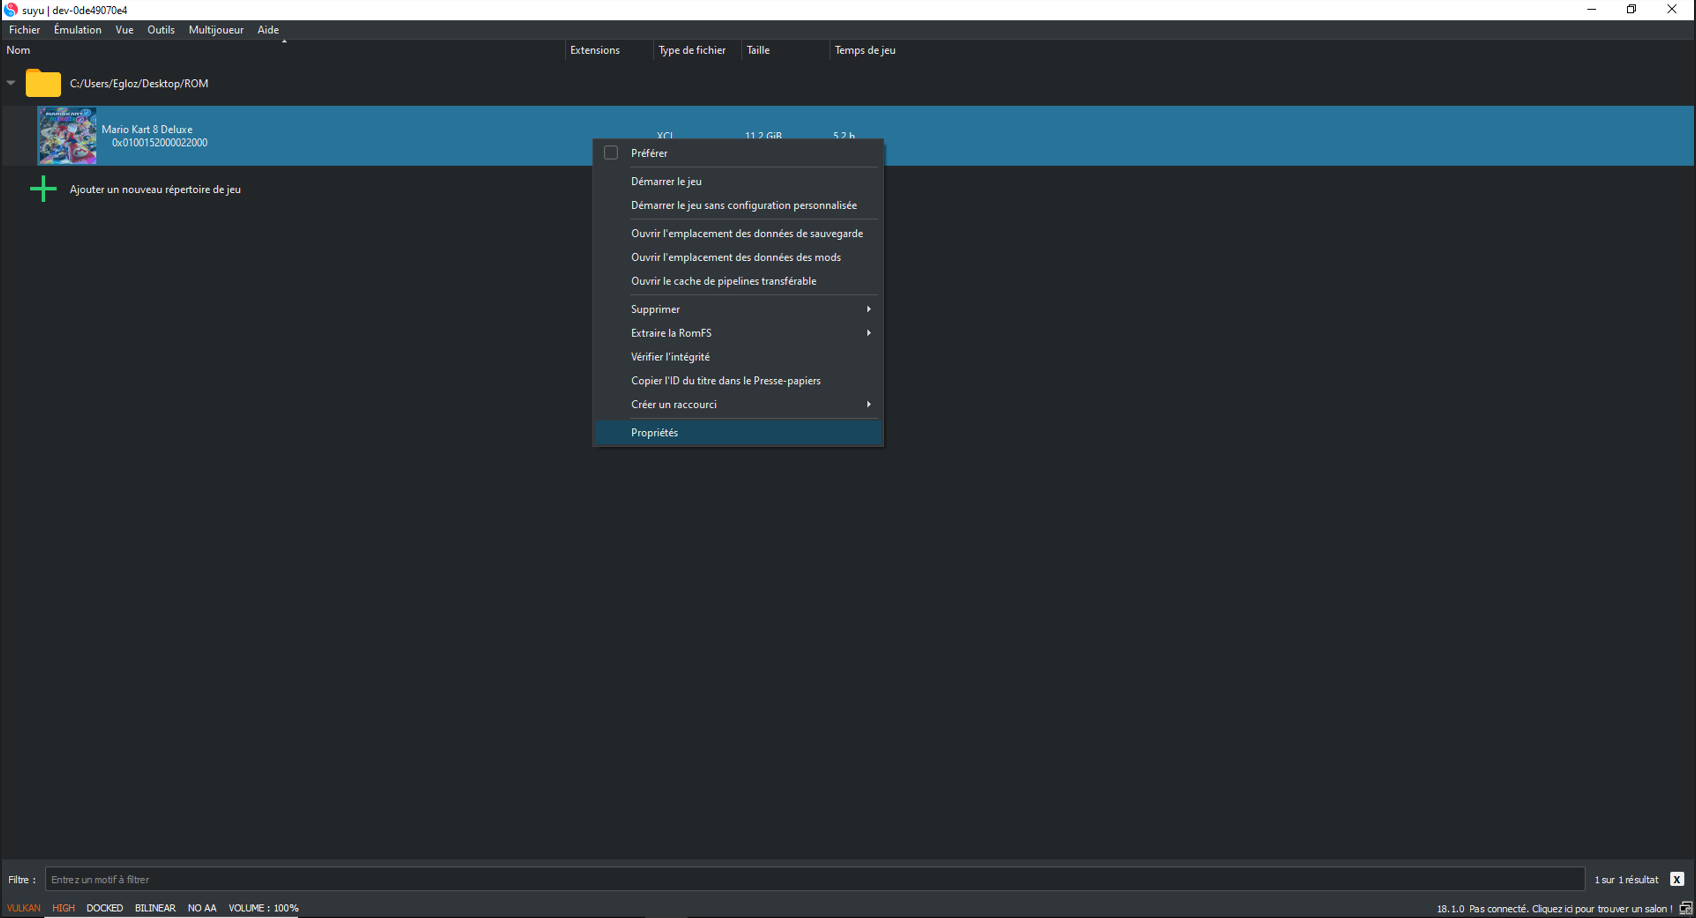 suyu | dev-0de49070e4
Fichier Émulation Vue Outils Multijoueur Aide
Nom Extensions Type de fichier Taille Temps de jeu
C:/Users/Egloz/Desktop/ROM
Mario Kart 8 Deluxe
0x0100152000022000
XCI 11.2 GiB 5.2 h
Ajouter un nouveau répertoire de jeu
Préférer
Démarrer le jeu
Démarrer le jeu sans configuration personnalisée
Ouvrir l'emplacement des données de sauvegarde
Ouvrir l'emplacement des données des mods
Ouvrir le cache de pipelines transférable
Supprimer
Extraire la RomFS
Vérifier l'intégrité
Copier l'ID du titre dans le Presse-papiers
Créer un raccourci
Propriétés
Filtre : Entrez un motif à filtrer 1 sur 1 résultat X
VULKAN HIGH DOCKED BILINEAR NO AA VOLUME : 100% 18.1.0 Pas connecté. Cliquez ici pour trouver un salon !